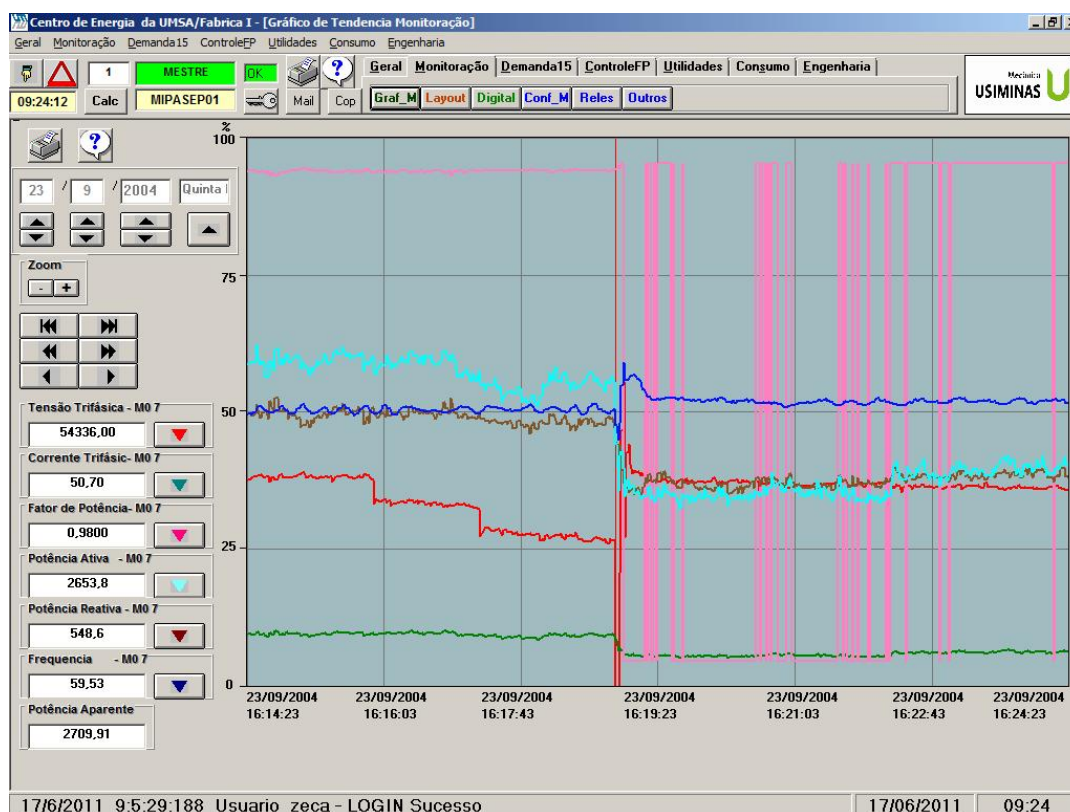 Centro de Energia da UMSA/Fabrica I - [Gráfico de Tendencia Monitoração]
Geral Monitoração Demanda15 ControleFP Utilidades Consumo Engenharia
1 MESTRE OK
Geral Monitoração Demanda15 ControleFP Utilidades Consumo Engenharia
09:24:12 Calc MIPASEP01 Mail Cop
Graf_M Layout Digital Conf_M Reles Outros
Mecânica
USIMINAS U
%
100
75
50
25
0
23 / 9 / 2004 Quinta
Zoom
- +
Tensão Trifásica - M0 7
54336,00
Corrente Trifásic- M0 7
50,70
Fator de Potência- M0 7
0,9800
Potência Ativa - M0 7
2653,8
Potência Reativa - M0 7
548,6
Frequencia - M0 7
59,53
Potência Aparente
2709,91
23/09/2004 23/09/2004 23/09/2004 23/09/2004 23/09/2004 23/09/2004 23/09/2004
16:14:23 16:16:03 16:17:43 16:19:23 16:21:03 16:22:43 16:24:23
17/6/2011 9:5:29:188 Usuario zeca - LOGIN Sucesso
17/06/2011 09:24